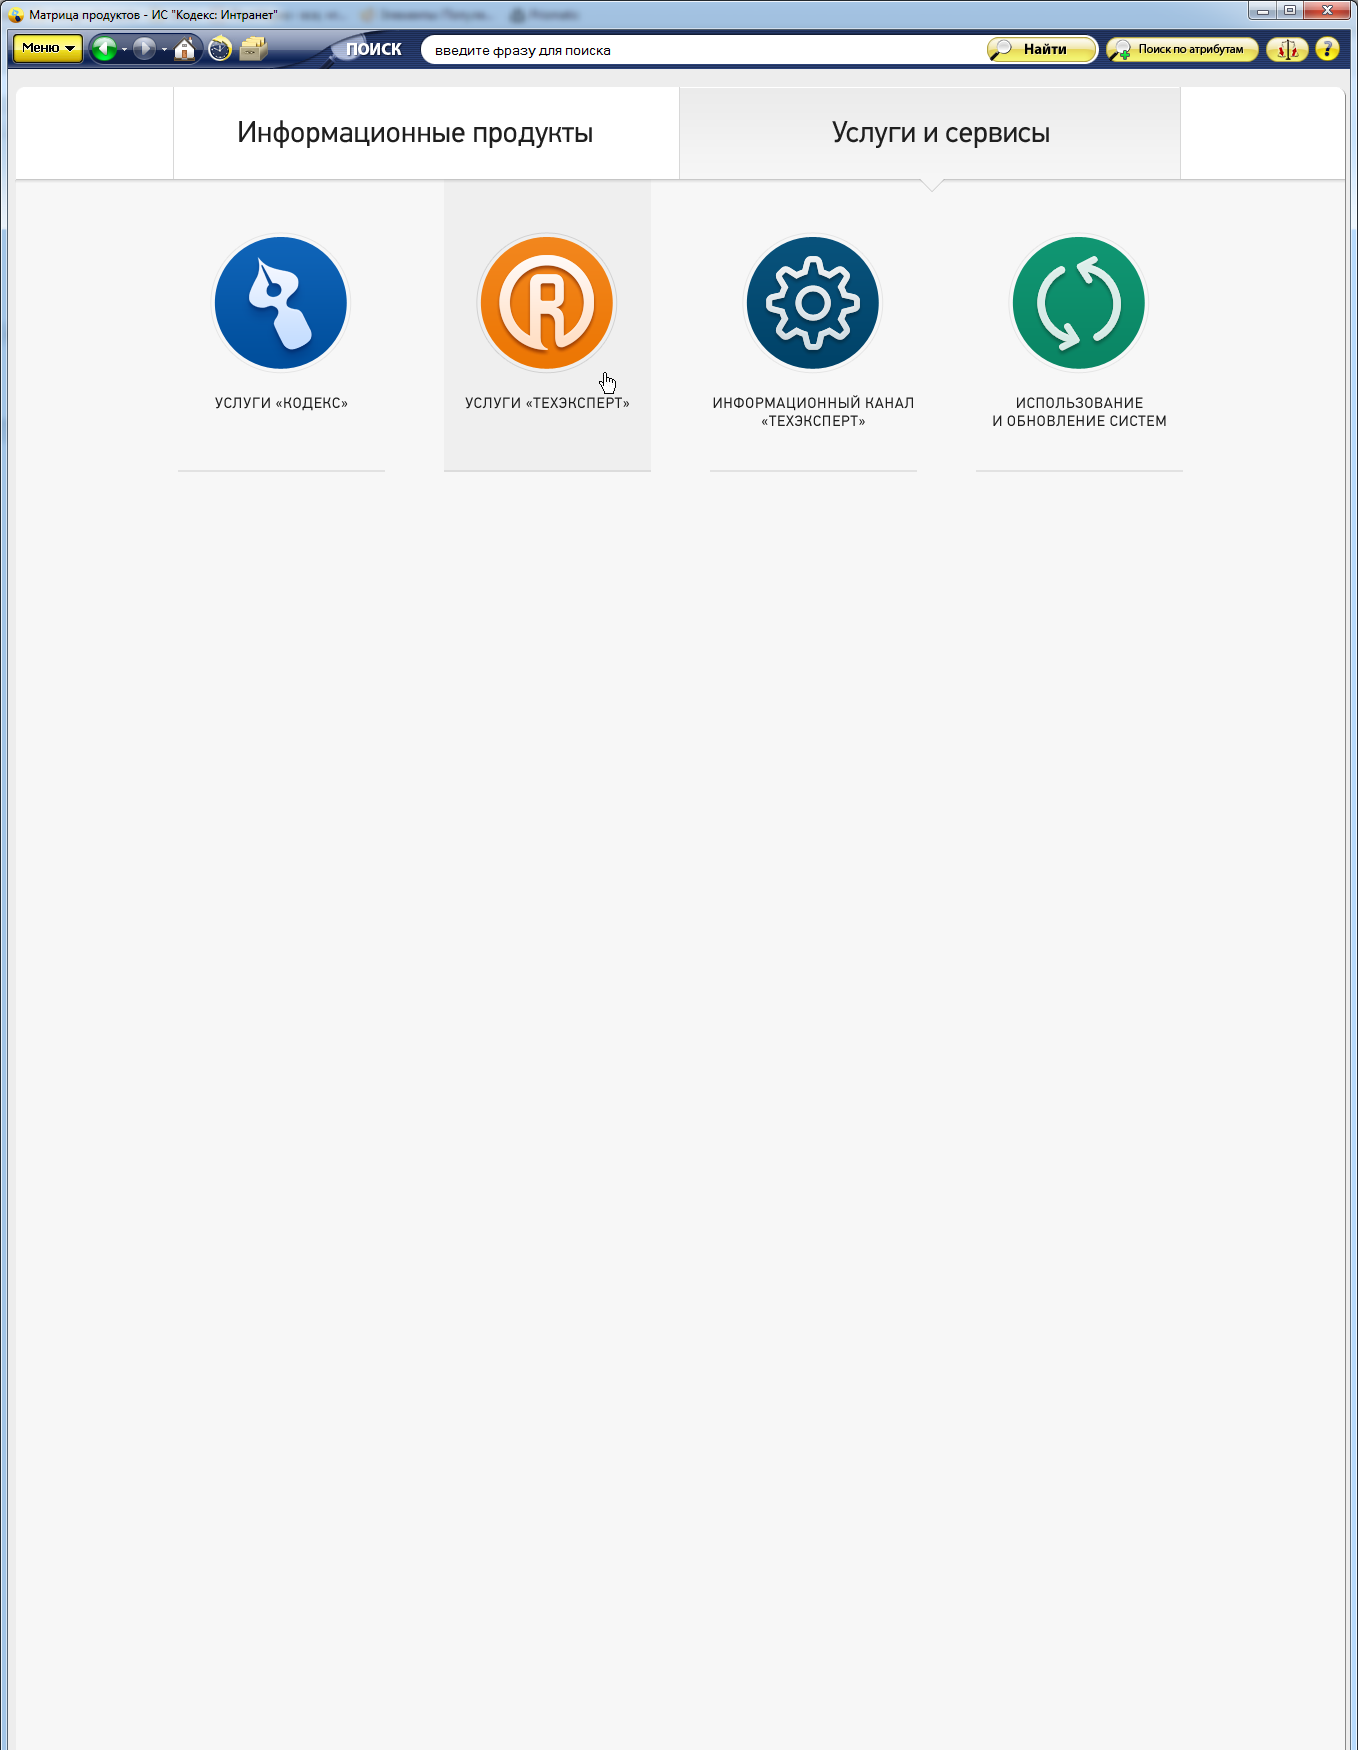 Матрица продуктов - ИС "Кодекс: Интранет"
Меню
ПОИСК
введите фразу для поиска
Найти
Поиск по атрибутам
?
Информационные продукты
Услуги и сервисы
R
УСЛУГИ «КОДЕКС»
УСЛУГИ «ТЕХЭКСПЕРТ»
ИНФОРМАЦИОННЫЙ КАНАЛ
«ТЕХЭКСПЕРТ»
ИСПОЛЬЗОВАНИЕ
И ОБНОВЛЕНИЕ СИСТЕМ